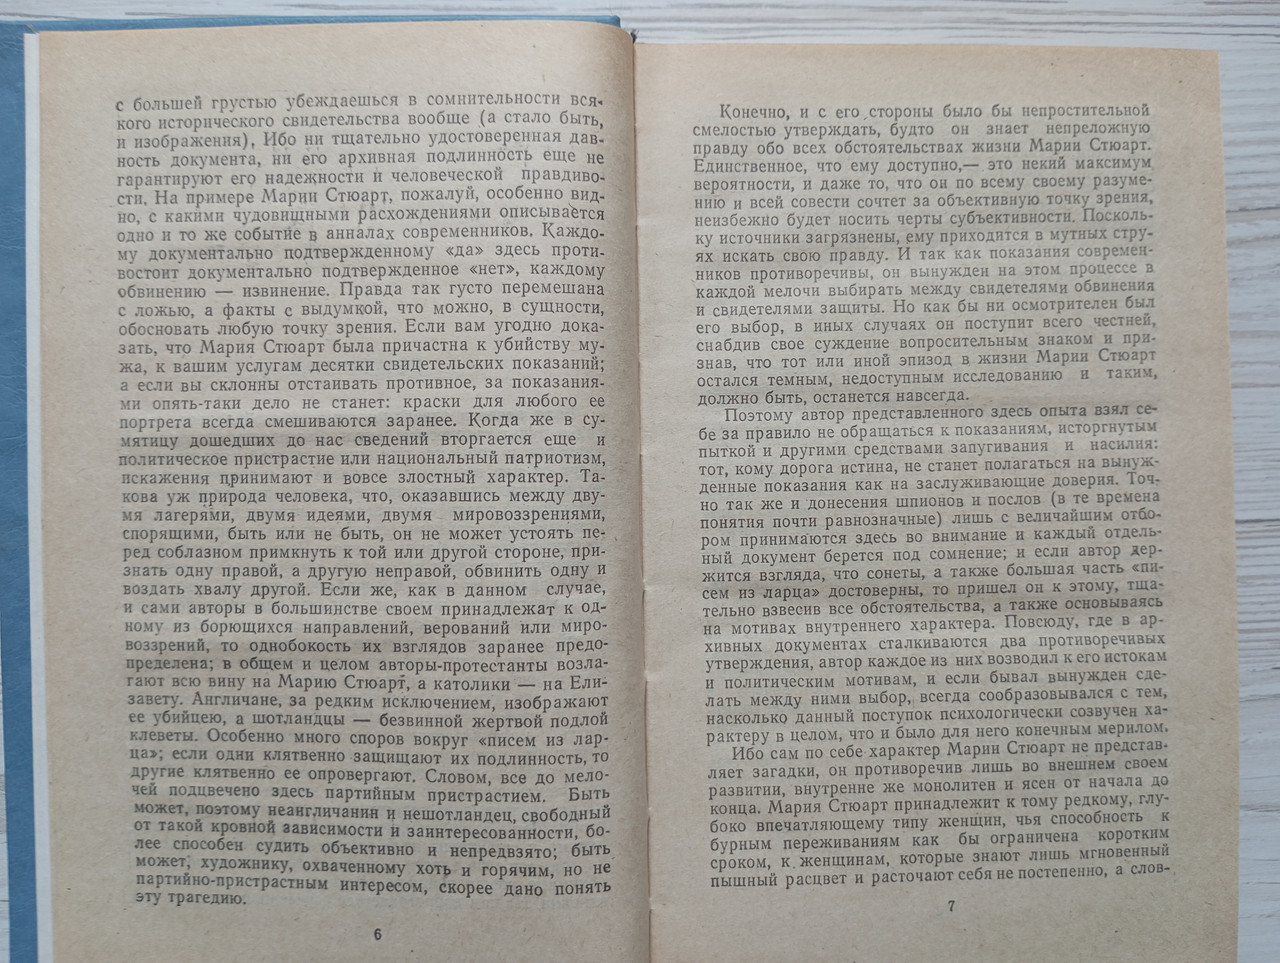 с большей грустью убеждаешься в сомнительности вся-
кого исторического свидетельства вообще (а стало быть,
и изображения). Ибо ни тщательно удостоверенная дав-
ность документа, ни его архивная подлинность еще не
гарантируют его надежности и человеческой правдиво-
сти. На примере Марии Стюарт, пожалуй, особенно вид-
но, с какими чудовищными расхождениями описывается
одно и то же событие в анналах современников. Каждо-
му документально подтвержденному «да» здесь проти-
востоит документально подтвержденное «нет», каждому
обвинению — извинение. Правда так густо перемешана
с ложью, а факты с выдумкой, что можно, в сущности,
обосновать любую точку зрения. Если вам угодно дока-
зать, что Мария Стюарт была причастна к убийству му-
жа, к вашим услугам десятки свидетельских показаний;
а если вы склонны отстаивать противное, за показания-
ми опять-таки дело не станет: краски для любого ее
портрета всегда смешиваются заранее. Когда же в су-
мятицу дошедших до нас сведений вторгается еще и
политическое пристрастие или национальный патриотизм,
искажения принимают и вовсе злостный характер. Та-
кова уж природа человека, что, оказавшись между дву-
мя лагерями, двумя идеями, двумя мировоззрениями,
спорящими, быть или не быть, он не может устоять пе-
ред соблазном примкнуть к той или другой стороне, при-
знать одну правой, а другую неправой, обвинить одну и
воздать хвалу другой. Если же, как в данном случае,
и сами авторы в большинстве своем принадлежат к од-
ному из борющихся направлений, верований или миро-
воззрений, то однобокость их взглядов заранее предо-
пределена; в общем и целом авторы-протестанты возла-
гают всю вину на Марию Стюарт, а католики — на Ели-
завету. Англичане, за редким исключением, изображают
ее убийцею, а шотландцы — безвинной жертвой подлой
клеветы. Особенно много споров вокруг «писем из лар-
ца»; если одни клятвенно защищают их подлинность, то
другие клятвенно ее опровергают. Словом, все до мело-
чей подцвечено здесь партийным пристрастием. Быть
может, поэтому неангличанин и нешотландец, свободный
от такой кровной зависимости и заинтересованности, бо-
лее способен судить объективно и непредвзято; быть
может, художнику, охваченному хоть и горячим, но не
партийно-пристрастным интересом, скорее дано понять
эту трагедию.
6
Конечно, и с его стороны было бы непростительной
смелостью утверждать, будто он знает непреложную
правду обо всех обстоятельствах жизни Марии Стюарт.
Единственное, что ему доступно,— это некий максимум
вероятности, и даже то, что он по всему своему разуме-
нию и всей совести сочтет за объективную точку зрения,
неизбежно будет носить черты субъективности. Посколь-
ку источники загрязнены, ему приходится в мутных стру-
ях искать свою правду. И так как показания современ-
ников противоречивы, он вынужден на этом процессе в
каждой мелочи выбирать между свидетелями обвинения
и свидетелями защиты. Но как бы ни осмотрителен был
его выбор, в иных случаях он поступит всего честней,
снабдив свое суждение вопросительным знаком и при-
знав, что тот или иной эпизод в жизни Марии Стюарт
остался темным, недоступным исследованию и таким,
должно быть, останется навсегда.
Поэтому автор представленного здесь опыта взял се-
бе за правило не обращаться к показаниям, исторгнутым
пыткой и другими средствами запугивания и насилия:
тот, кому дорога истина, не станет полагаться на вынуж-
денные показания как на заслуживающие доверия. Точ-
но так же и донесения шпионов и послов (в те времена
понятия почти равнозначные) лишь с величайшим отбо-
ром принимаются здесь во внимание и каждый отдель-
ный документ берется под сомнение; и если автор дер-
жится взгляда, что сонеты, а также большая часть «пи-
сем из ларца» достоверны, то пришел он к этому, тща-
тельно взвесив все обстоятельства, а также основываясь
на мотивах внутреннего характера. Повсюду, где в ар-
хивных документах сталкиваются два противоречивых
утверждения, автор каждое из них возводил к его истокам
и политическим мотивам, и если бывал вынужден сде-
лать между ними выбор, всегда сообразовывался с тем,
насколько данный поступок психологически созвучен ха-
рактеру в целом, что и было для него конечным мерилом.
Ибо сам по себе характер Марии Стюарт не представ-
ляет загадки, он противоречив лишь во внешнем своем
развитии, внутренне же монолитен и ясен от начала до
конца. Мария Стюарт принадлежит к тому редкому, глу-
боко впечатляющему типу женщин, чья способность к
бурным переживаниям как бы ограничена коротким
сроком, к женщинам, которые знают лишь мгновенный
пышный расцвет и расточают себя не постепенно, а слов-
7